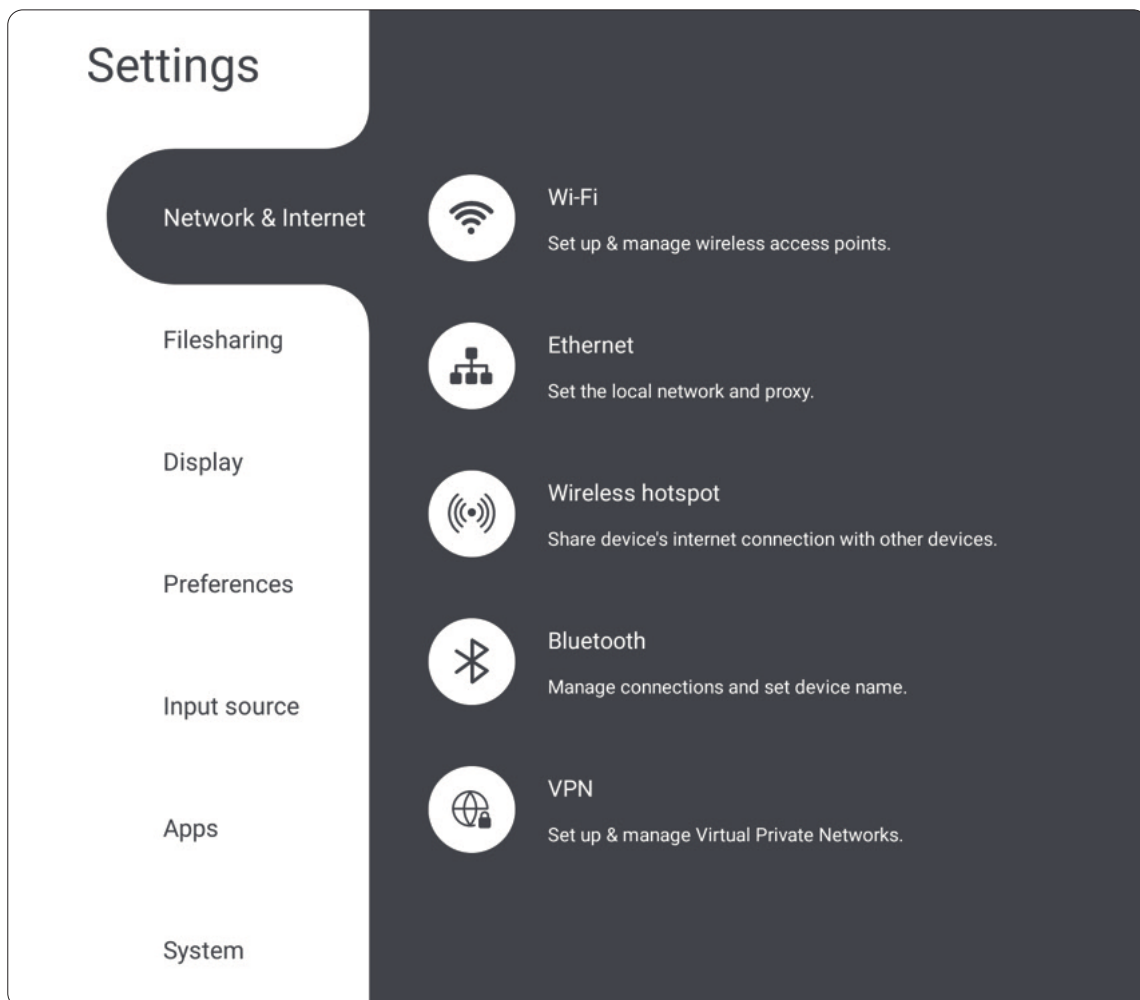 Settings
Network & Internet
Filesharing
Display
Preferences
Input source
Apps
System
Wi-Fi
Set up & manage wireless access points.
Ethernet
Set the local network and proxy.
Wireless hotspot
Share device's internet connection with other devices.
Bluetooth
Manage connections and set device name.
VPN
Set up & manage Virtual Private Networks.